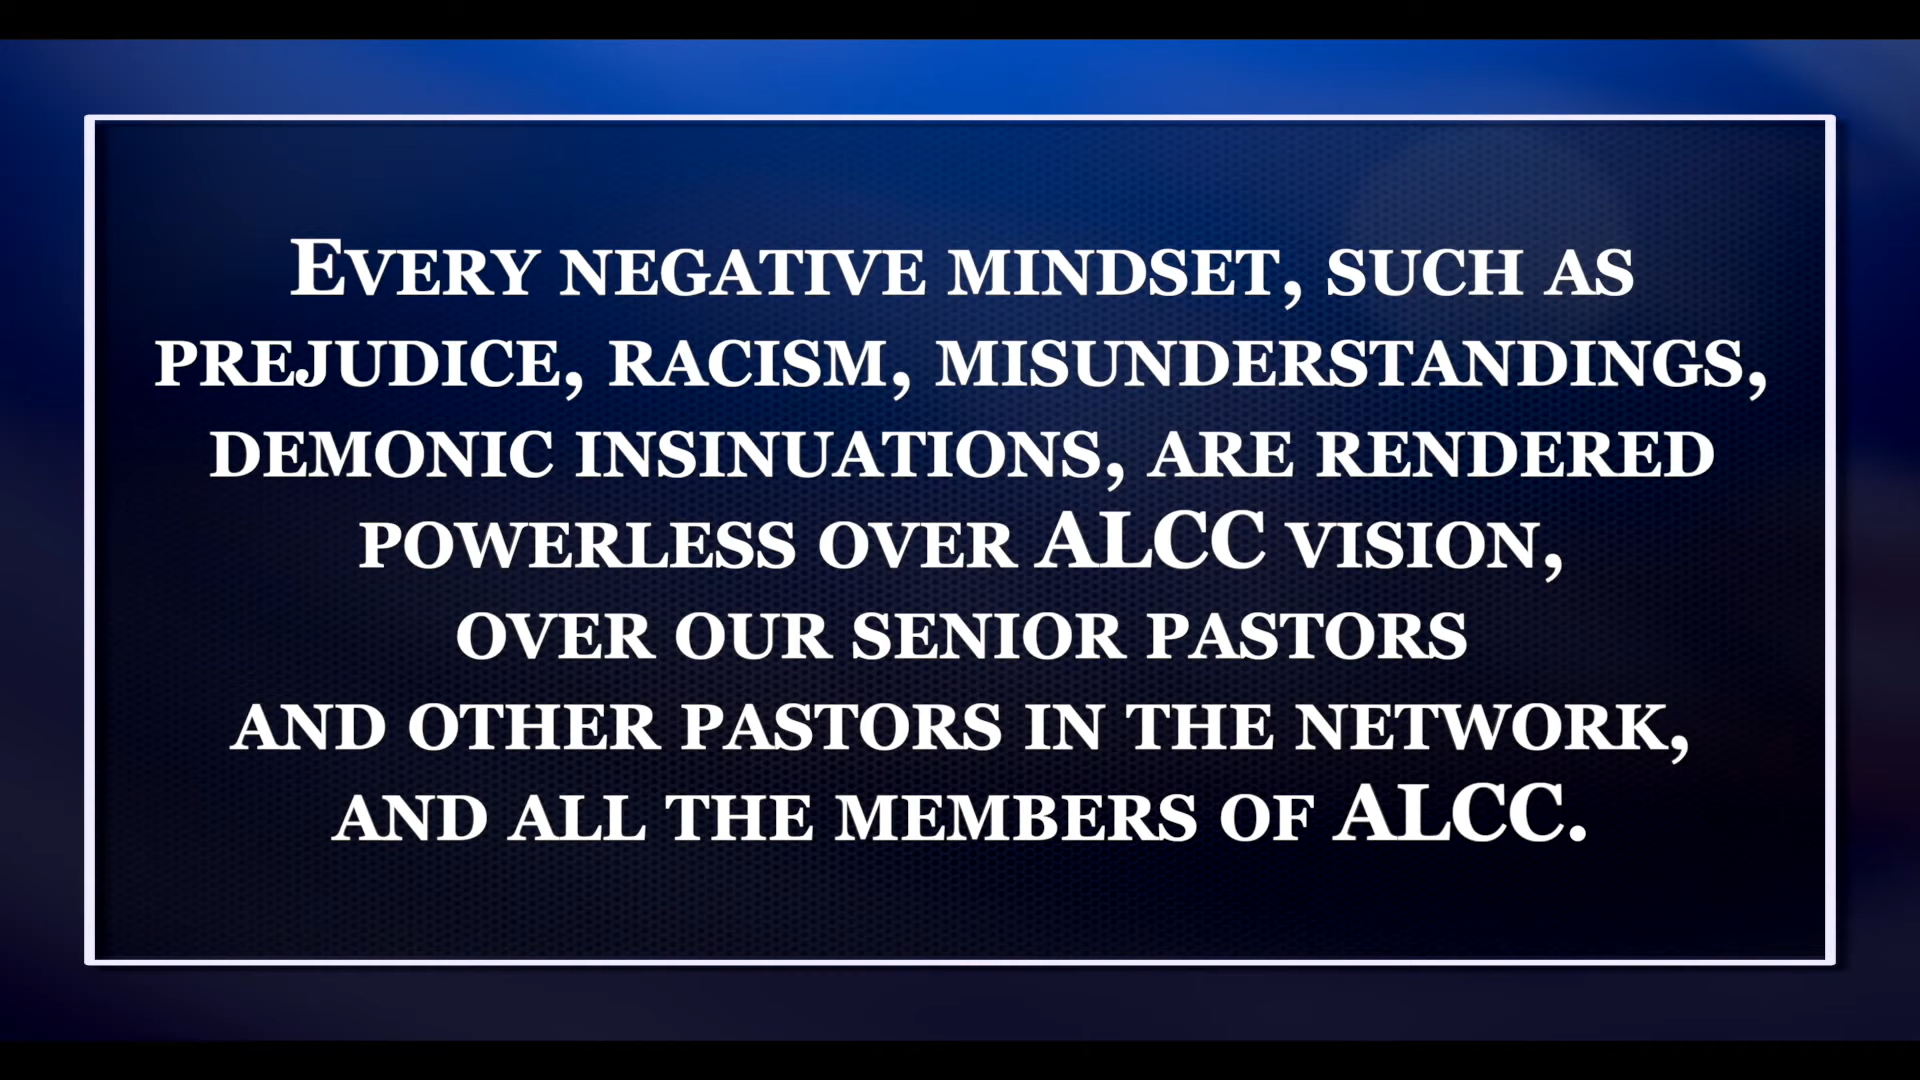 Every negative mindset, such as
prejudice, racism, misunderstandings,
demonic insinuations, are rendered
powerless over ALCC vision,
over our senior pastors
and other pastors in the network,
and all the members of ALCC.